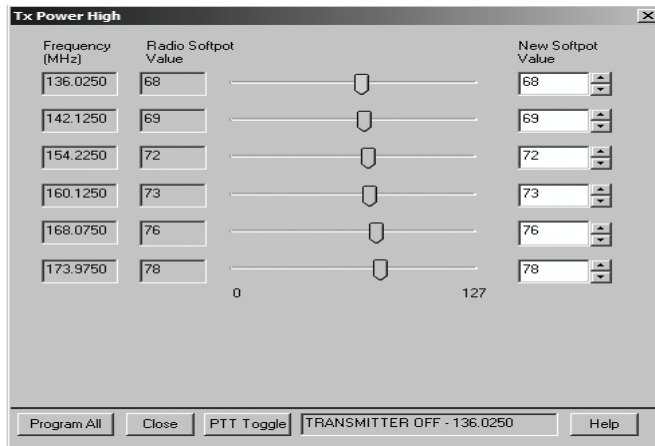 Tx Power High
Frequency (MHz) Radio Softpot Value New Softpot Value
136.0250 68 68
142.1250 69 69
154.2250 72 72
160.1250 73 73
168.0750 76 76
173.9750 78 78
0 127
Program All Close PTT Toggle TRANSMITTER OFF - 136.0250 Help